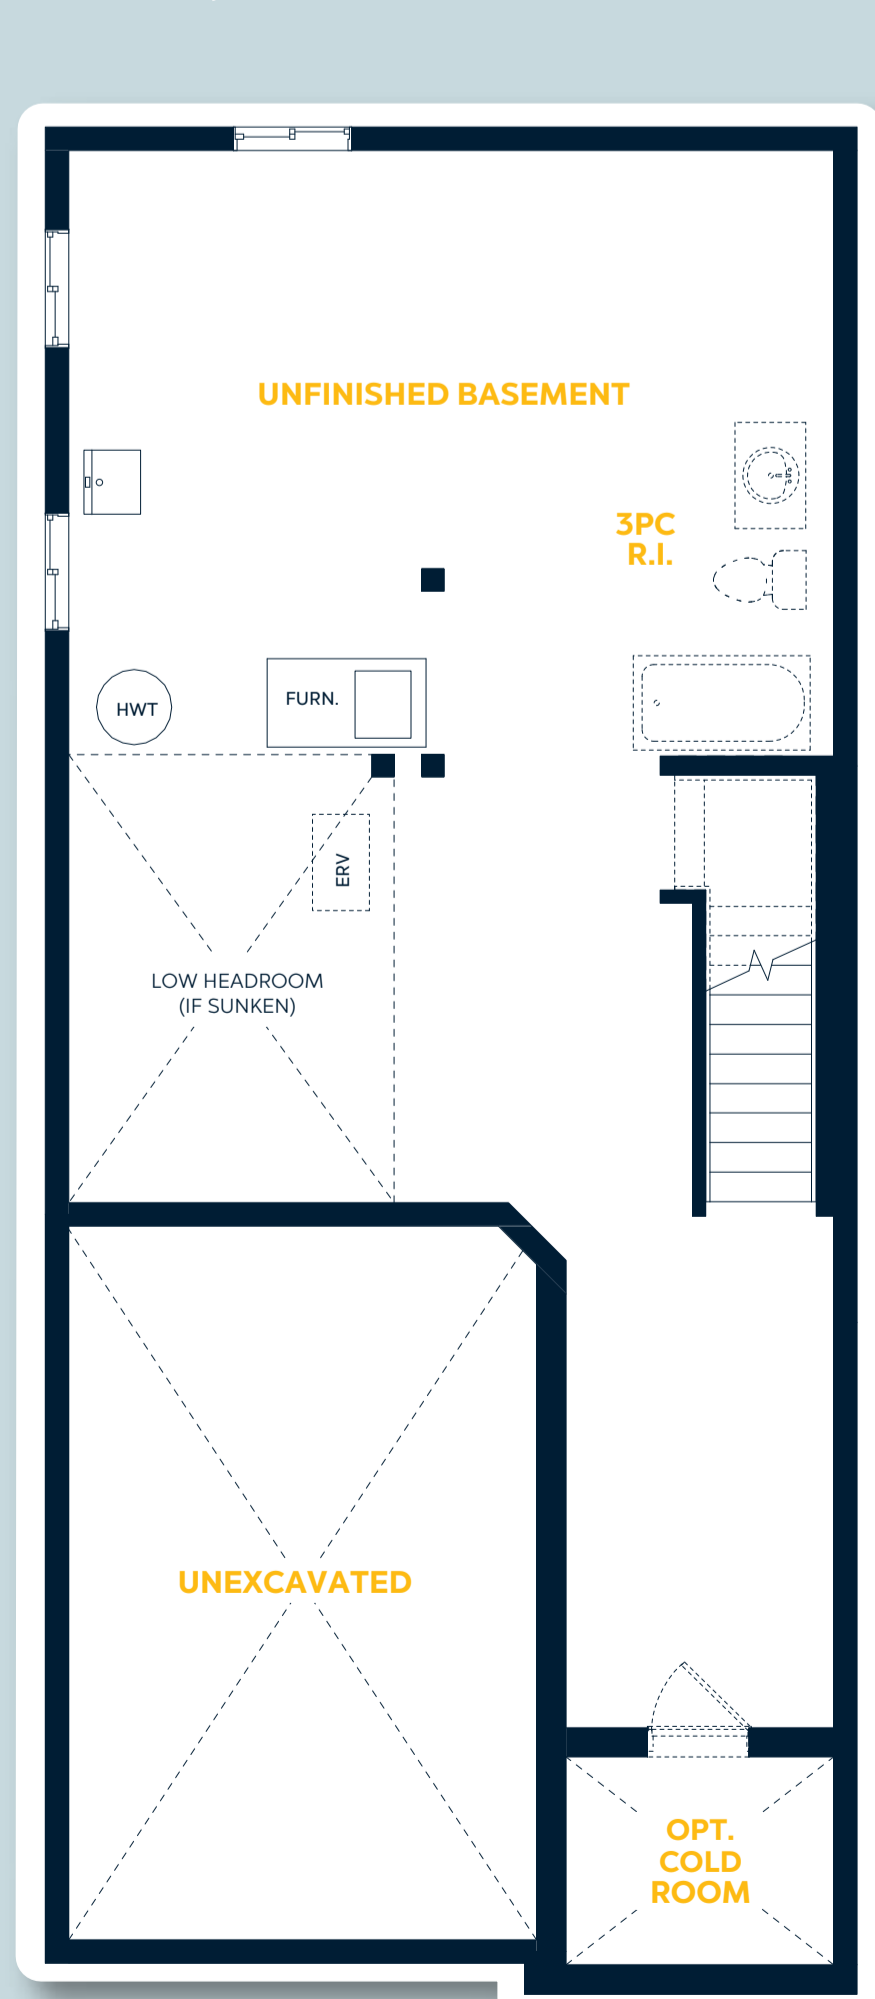 UNFINISHED BASEMENT
3PC
R.I.
HWT
FURN.
ERV
LOW HEADROOM
(IF SUNKEN)
UNEXCAVATED
OPT.
COLD
ROOM